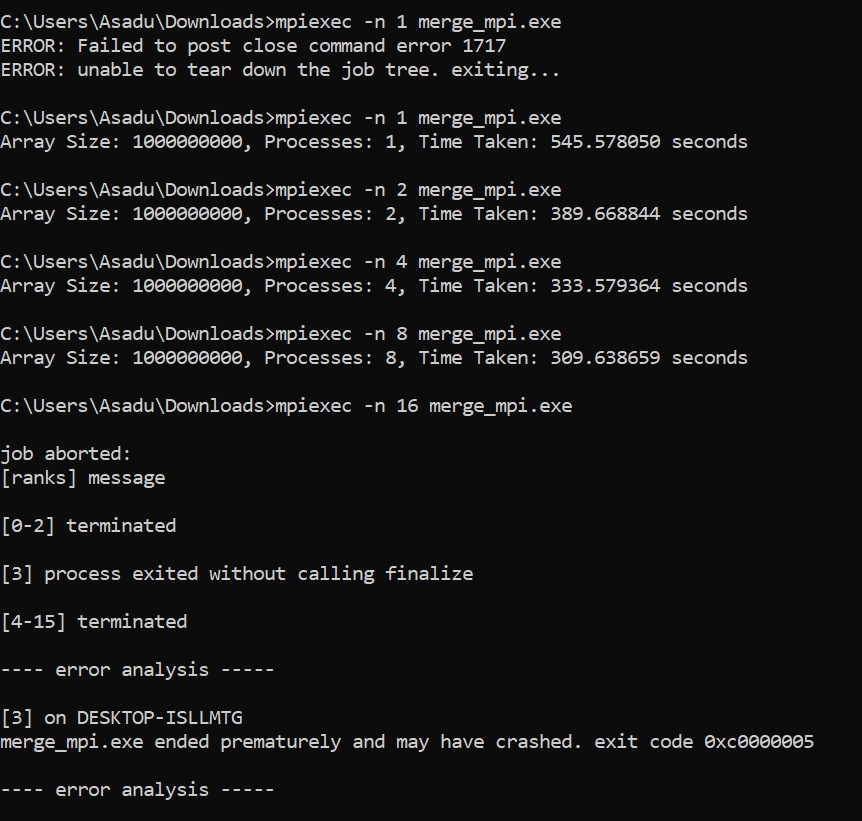 C:\Users\Asadu\Downloads>mpiexec -n 1 merge_mpi.exe
ERROR: Failed to post close command error 1717
ERROR: unable to tear down the job tree. exiting...
C:\Users\Asadu\Downloads>mpiexec -n 1 merge_mpi.exe
Array Size: 1000000000, Processes: 1, Time Taken: 545.578050 seconds
C:\Users\Asadu\Downloads>mpiexec -n 2 merge_mpi.exe
Array Size: 1000000000, Processes: 2, Time Taken: 389.668844 seconds
C:\Users\Asadu\Downloads>mpiexec -n 4 merge_mpi.exe
Array Size: 1000000000, Processes: 4, Time Taken: 333.579364 seconds
C:\Users\Asadu\Downloads>mpiexec -n 8 merge_mpi.exe
Array Size: 1000000000, Processes: 8, Time Taken: 309.638659 seconds
C:\Users\Asadu\Downloads>mpiexec -n 16 merge_mpi.exe
job aborted:
[ranks] message
[0-2] terminated
[3] process exited without calling finalize
[4-15] terminated
---- error analysis -----
[3] on DESKTOP-ISLLMTG
merge_mpi.exe ended prematurely and may have crashed. exit code 0xc0000005
---- error analysis -----